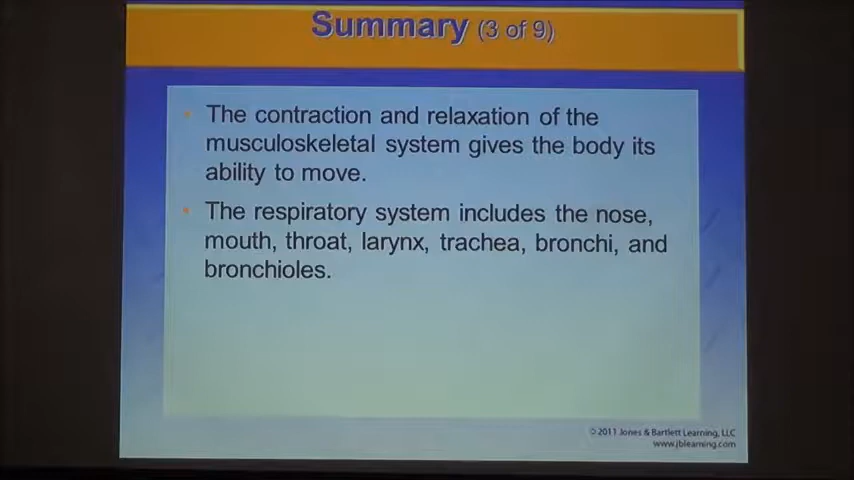 Summary (3 of 9)
• The contraction and relaxation of the
musculoskeletal system gives the body its
ability to move.
• The respiratory system includes the nose,
mouth, throat, larynx, trachea, bronchi, and
bronchioles.
© 2011 Jones & Bartlett Learning, LLC
www.jblearning.com